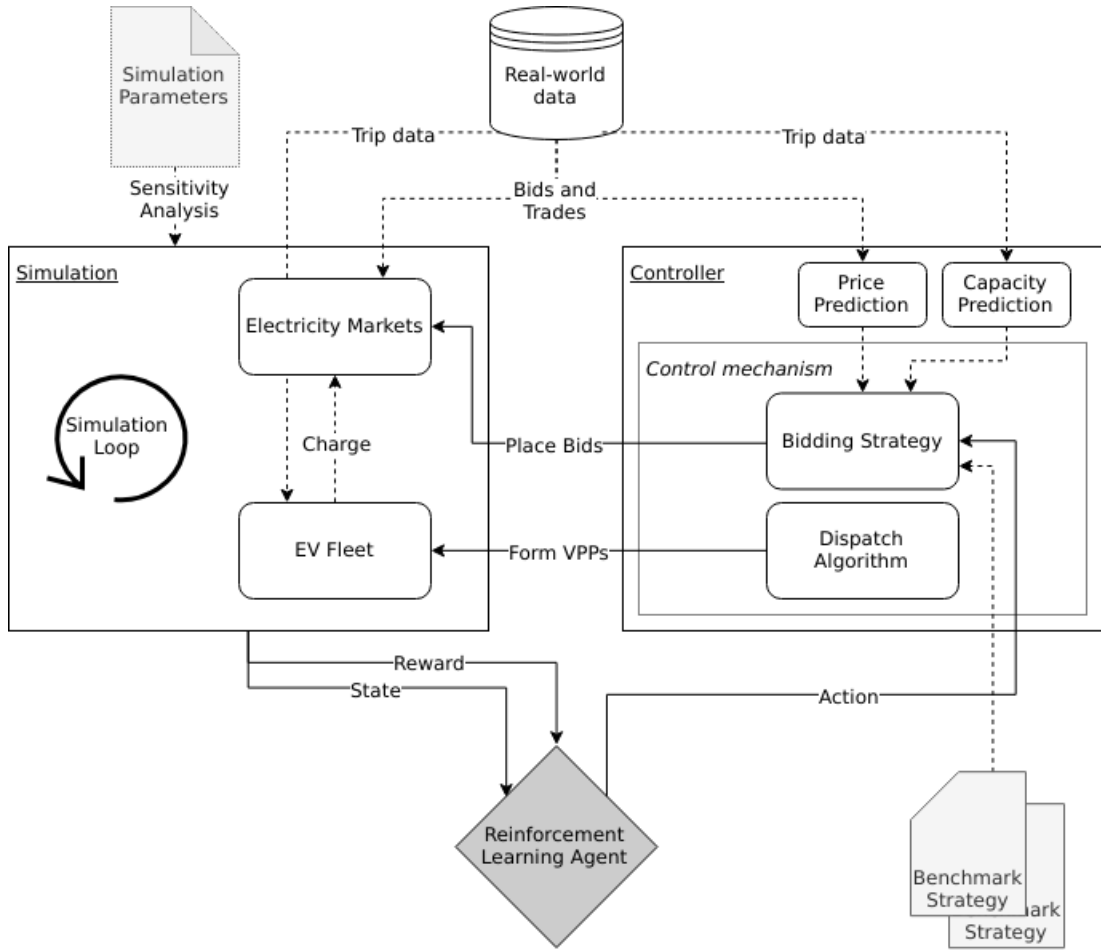 Simulation
Parameters
Real-world
data
Trip data
Trip data
Sensitivity
Analysis
Bids and
Trades
Simulation
Controller
Price
Prediction
Capacity
Prediction
Electricity Markets
Control mechanism
Simulation
Loop
Charge
Place Bids
Bidding Strategy
EV Fleet
Form VPPs
Dispatch
Algorithm
Reward
State
Action
Reinforcement
Learning Agent
Benchmark
Strategy
mark
Strategy